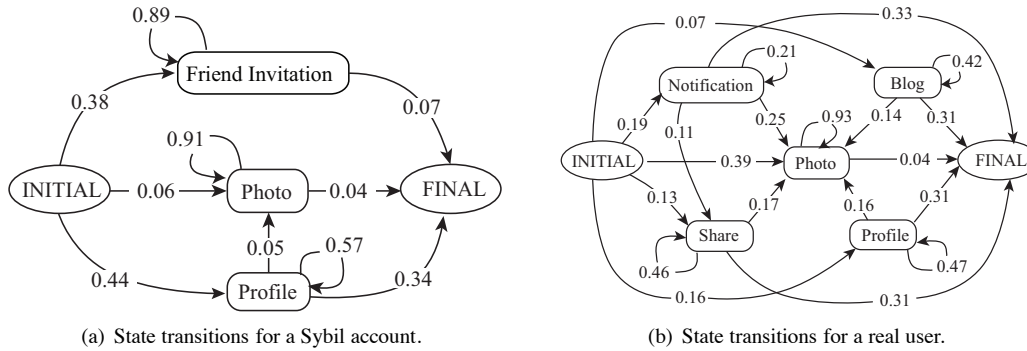 0.89
Friend Invitation
0.38
0.07
0.91
INITIAL
0.06
Photo
0.04
FINAL
0.05
0.57
0.44
Profile
0.34
(a) State transitions for a Sybil account.
0.07
0.33
0.21
0.42
Notification
Blog
0.19
0.11
0.25
0.93
0.14
0.31
INITIAL
0.39
Photo
0.04
FINAL
0.13
0.17
0.16
0.31
Share
Profile
0.46
0.47
0.16
0.31
(b) State transitions for a real user.